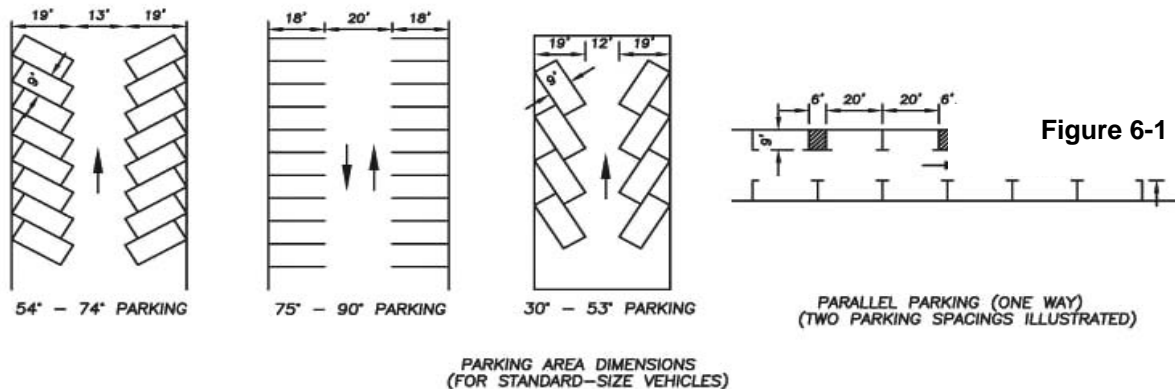 19' 13' 19'
9'
54° – 74° PARKING
18' 20' 18'
75° – 90° PARKING
19' 12' 19'
9'
30° – 53° PARKING
6' 20' 20' 6'
9'
Figure 6-1
PARALLEL PARKING (ONE WAY)
(TWO PARKING SPACINGS ILLUSTRATED)
PARKING AREA DIMENSIONS
(FOR STANDARD–SIZE VEHICLES)